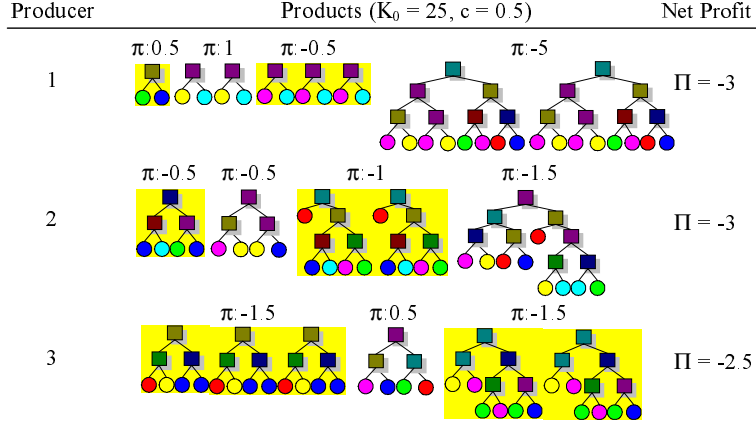 Producer Products (K0 = 25, c = 0.5) Net Profit
π:0.5 π:1 π:-0.5 π:-5
1 Π = -3
π:-0.5 π:-0.5 π:-1 π:-1.5
2 Π = -3
π:-1.5 π:0.5 π:-1.5
3 Π = -2.5